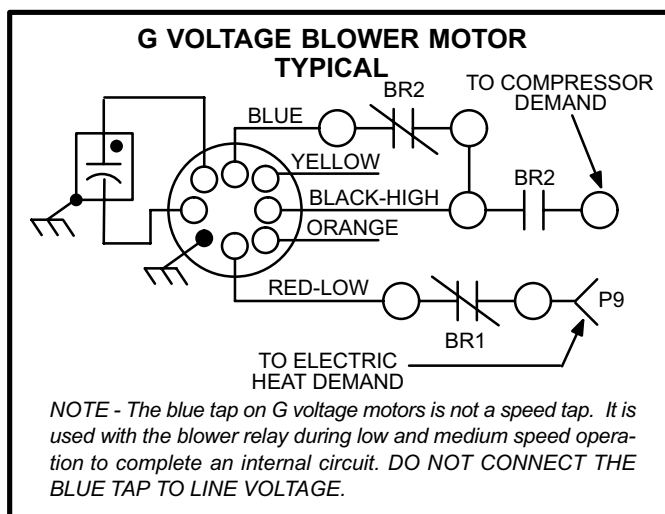 G VOLTAGE BLOWER MOTOR
TYPICAL
TO COMPRESSOR
DEMAND
BR2
BLUE
YELLOW
BLACK-HIGH
BR2
ORANGE
RED-LOW
P9
BR1
TO ELECTRIC
HEAT DEMAND
NOTE - The blue tap on G voltage motors is not a speed tap. It is
used with the blower relay during low and medium speed opera-
tion to complete an internal circuit. DO NOT CONNECT THE
BLUE TAP TO LINE VOLTAGE.